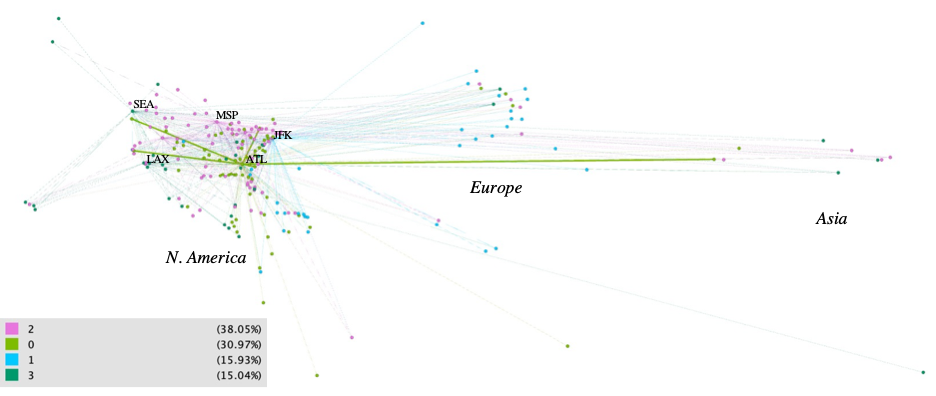 SEA
MSP
JFK
LAX
ATL
Europe
Asia
N. America
2 (38.05%)
0 (30.97%)
1 (15.93%)
3 (15.04%)